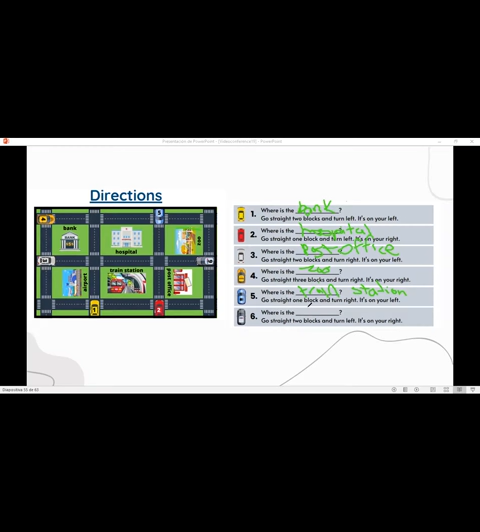 Directions
bank
hospital
zoo
airport
train station
1. Where is the bank?
Go straight two blocks and turn left. It's on your left.
2. Where is the hospital?
Go straight one block and turn left. It's on your right.
3. Where is the Post office?
Go straight two blocks and turn right. It's on your left.
4. Where is the zoo?
Go straight three blocks and turn right. It's on your right.
5. Where is the train station
Go straight one block and turn right. It's on your left.
6. Where is the ____________?
Go straight two blocks and turn left. It's on your right.